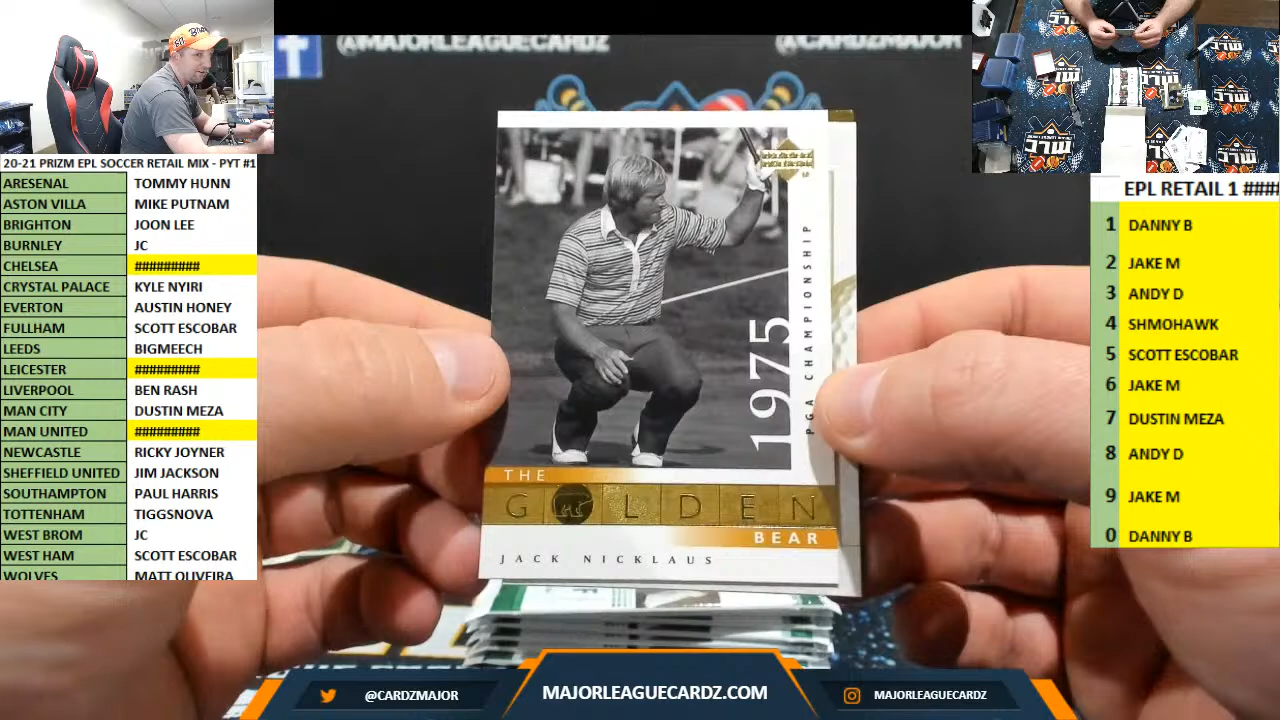 @MAJORLEAGUECARDZ
@CARDZMAJOR
20-21 PRIZM EPL SOCCER RETAIL MIX - PYT #1
ARESENAL TOMMY HUNN
ASTON VILLA MIKE PUTNAM
BRIGHTON JOON LEE
BURNLEY JC
CHELSEA #########
CRYSTAL PALACE KYLE NYIRI
EVERTON AUSTIN HONEY
FULLHAM SCOTT ESCOBAR
LEEDS BIGMEECH
LEICESTER #########
LIVERPOOL BEN RASH
MAN CITY DUSTIN MEZA
MAN UNITED #########
NEWCASTLE RICKY JOYNER
SHEFFIELD UNITED JIM JACKSON
SOUTHAMPTON PAUL HARRIS
TOTTENHAM TIGGSNOVA
WEST BROM JC
WEST HAM SCOTT ESCOBAR
WOLVES MATT OLIVEIRA
1975
PGA CHAMPIONSHIP
THE
GOLDEN
BEAR
JACK NICKLAUS
EPL RETAIL 1 ####
1 DANNY B
2 JAKE M
3 ANDY D
4 SHMOHAWK
5 SCOTT ESCOBAR
6 JAKE M
7 DUSTIN MEZA
8 ANDY D
9 JAKE M
0 DANNY B
@CARDZMAJOR
MAJORLEAGUECARDZ.COM
MAJORLEAGUECARDZ